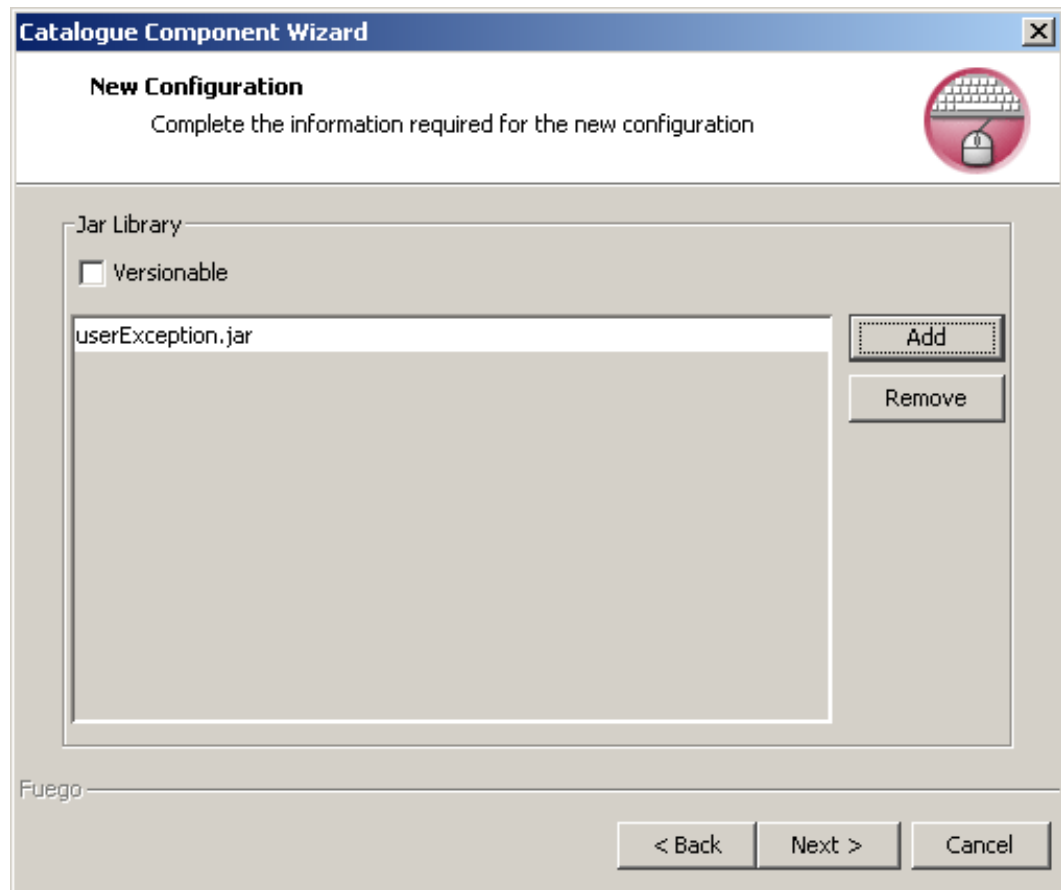 Catalogue Component Wizard
New Configuration
Complete the information required for the new configuration
Jar Library
Versionable
userException.jar
Add
Remove
Fuego
< Back
Next >
Cancel